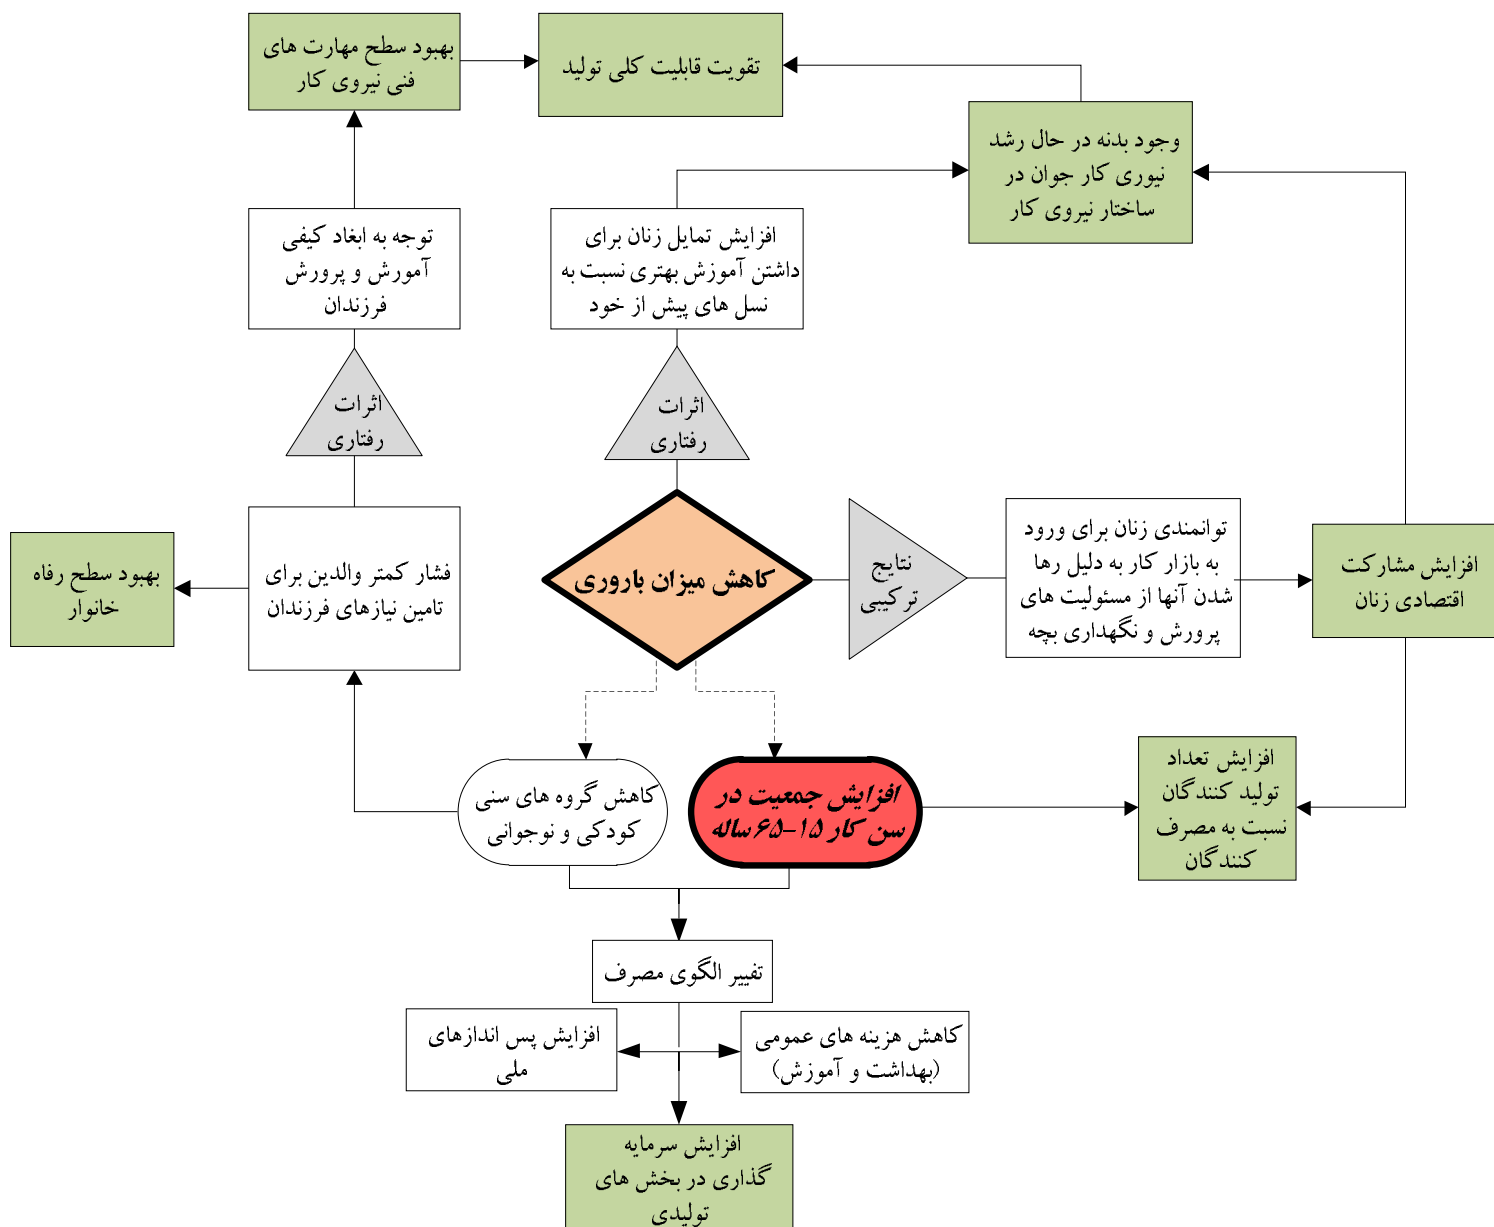 بهبود سطح مهارت های
فنی نیروی کار
تقویت قابلیت کلی تولید
وجود بدنه در حال رشد
نیوری کار جوان در
ساختار نیروی کار
توجه به ابغاد کیفی
آمورش و پرورش
فرزندان
افزایش تمایل زنان برای
داشتن آموزش بهتری نسبت به
نسل های پیش از خود
اثرات
رفتاری
اثرات
رفتاری
بهبود سطح رفاه
خانوار
فشار کمتر والدین برای
تامین نیازهای فرزندان
کاهش میزان باروری
نتایج
ترکیبی
توانمندی زنان برای ورود
به بازار کار به دلیل رها
شدن آنها از مسئولیت های
پرورش و نگهداری بچه
افزایش مشارکت
اقتصادی زنان
کاهش گروه های سنی
کودکی و نوجوانی
افزایش جمعیت در
سن کار ۱۵-۶۵ ساله
افزایش تعداد
تولید کنندگان
نسبت به مصرف
کنندگان
تفییر الگوی مصرف
افزایش پس اندازهای
ملی
کاهش هزینه های عمومی
(بهداشت و آموزش)
افزایش سرمایه
گذاری در بخش های
تولیدی